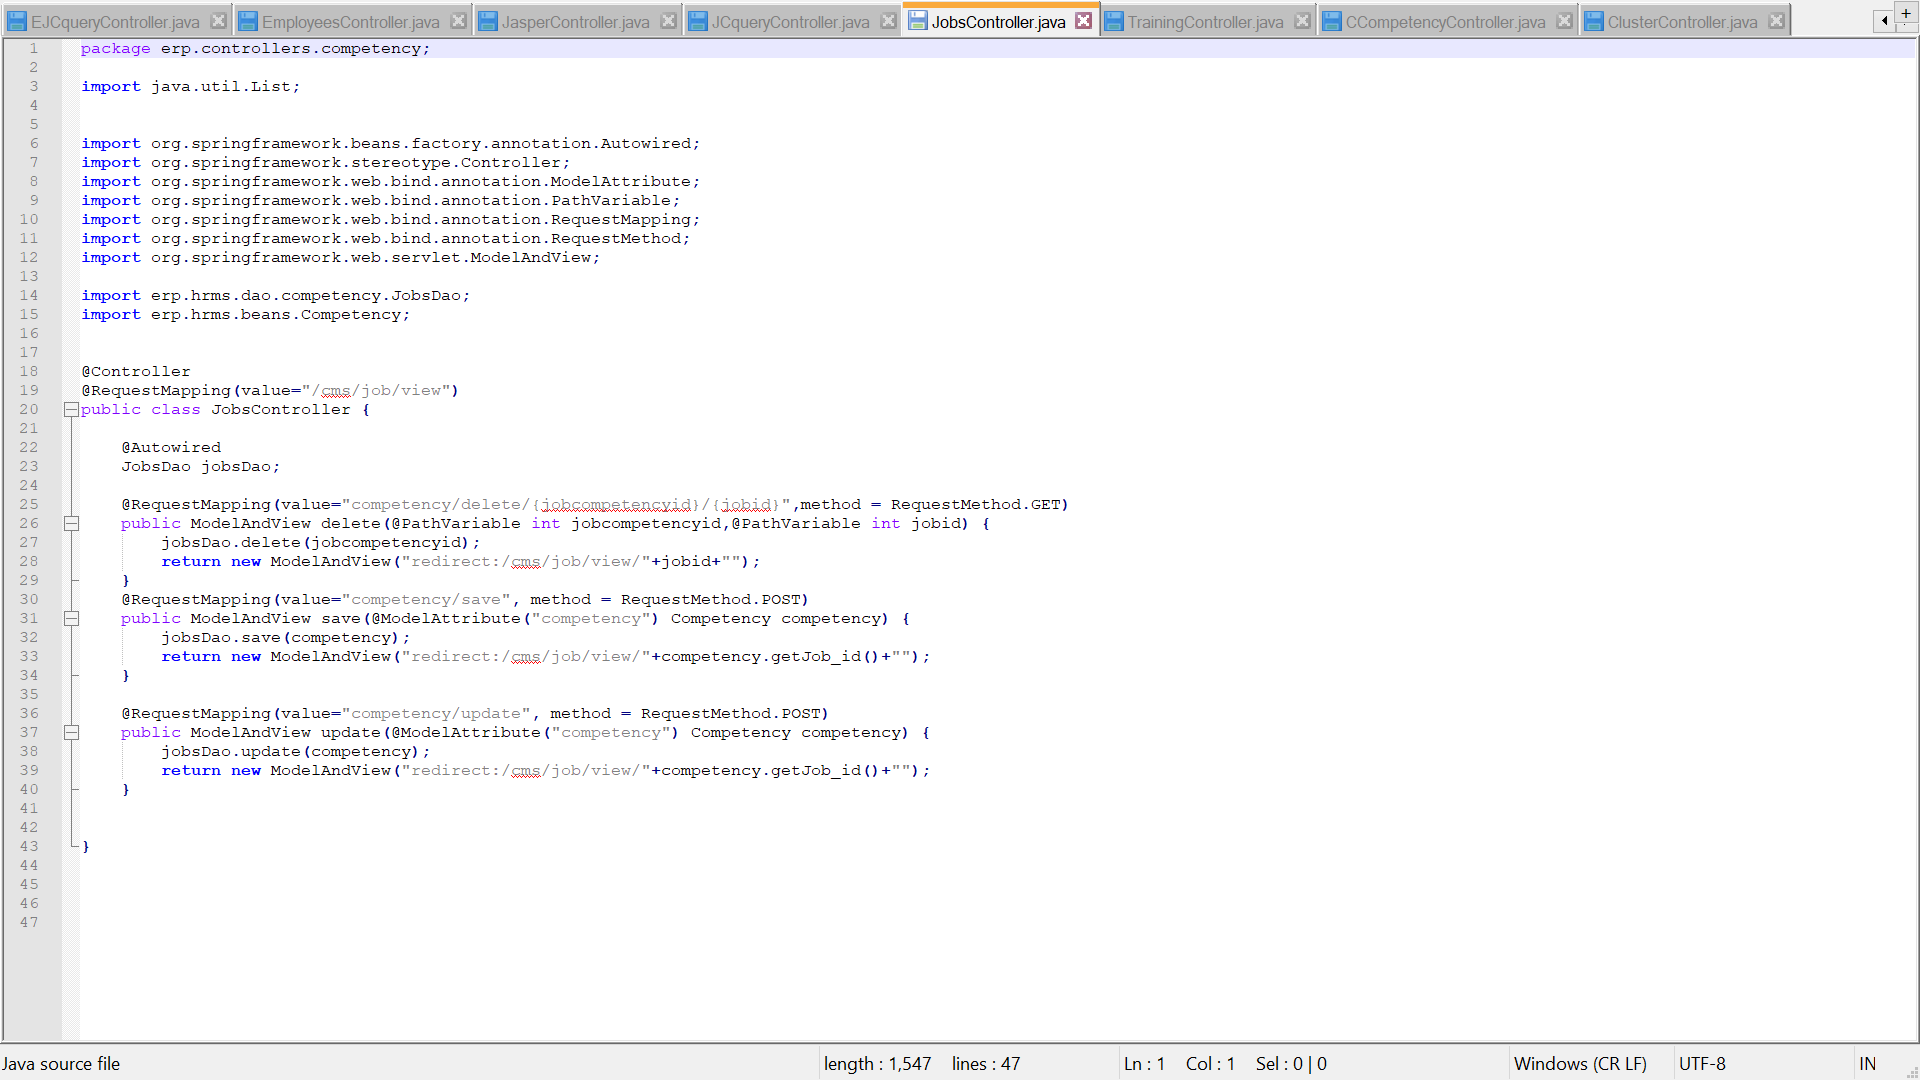 EJCqueryController.java EmployeesController.java JasperController.java JCqueryController.java JobsController.java TrainingController.java CCompetencyController.java ClusterController.java
1 package erp.controllers.competency;
2
3 import java.util.List;
4
5
6 import org.springframework.beans.factory.annotation.Autowired;
7 import org.springframework.stereotype.Controller;
8 import org.springframework.web.bind.annotation.ModelAttribute;
9 import org.springframework.web.bind.annotation.PathVariable;
10 import org.springframework.web.bind.annotation.RequestMapping;
11 import org.springframework.web.bind.annotation.RequestMethod;
12 import org.springframework.web.servlet.ModelAndView;
13
14 import erp.hrms.dao.competency.JobsDao;
15 import erp.hrms.beans.Competency;
16
17
18 @Controller
19 @RequestMapping(value="/cms/job/view")
20 public class JobsController {
21
22 @Autowired
23 JobsDao jobsDao;
24
25 @RequestMapping(value="competency/delete/{jobcompetencyid}/{jobid}",method = RequestMethod.GET)
26 public ModelAndView delete(@PathVariable int jobcompetencyid,@PathVariable int jobid) {
27 jobsDao.delete(jobcompetencyid);
28 return new ModelAndView("redirect:/cms/job/view/"+jobid+"");
29 }
30 @RequestMapping(value="competency/save", method = RequestMethod.POST)
31 public ModelAndView save(@ModelAttribute("competency") Competency competency) {
32 jobsDao.save(competency);
33 return new ModelAndView("redirect:/cms/job/view/"+competency.getJob_id()+"");
34 }
35
36 @RequestMapping(value="competency/update", method = RequestMethod.POST)
37 public ModelAndView update(@ModelAttribute("competency") Competency competency) {
38 jobsDao.update(competency);
39 return new ModelAndView("redirect:/cms/job/view/"+competency.getJob_id()+"");
40 }
41
42
43 }
44
45
46
47
Java source file length : 1,547 lines : 47 Ln : 1 Col : 1 Sel : 0 | 0 Windows (CR LF) UTF-8 IN